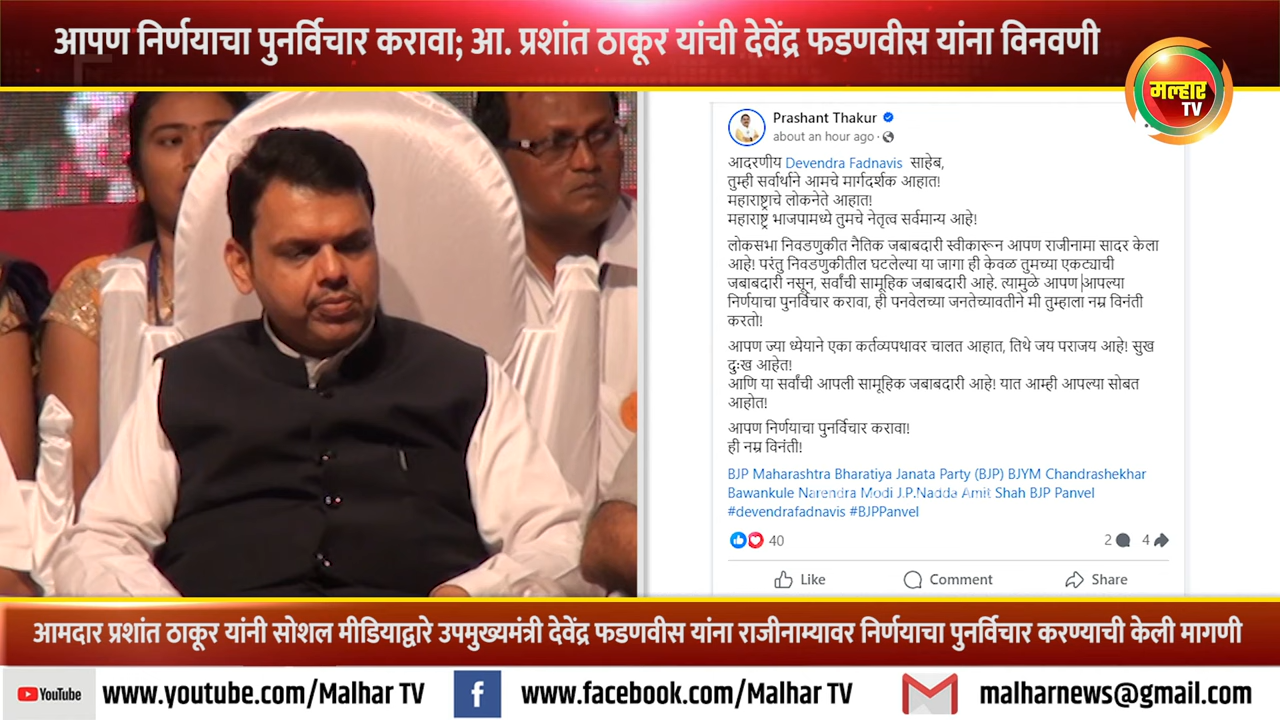 आपण निर्णयाचा पुनर्विचार करावा; आ. प्रशांत ठाकूर यांची देवेंद्र फडणवीस यांना विनवणी
मल्हार
TV
Prashant Thakur
about an hour ago ·
आदरणीय Devendra Fadnavis साहेब,
तुम्ही सर्वार्थाने आमचे मार्गदर्शक आहात!
महाराष्ट्राचे लोकनेते आहात!
महाराष्ट्र भाजपामध्ये तुमचे नेतृत्व सर्वमान्य आहे!
लोकसभा निवडणुकीत नैतिक जबाबदारी स्वीकारून आपण राजीनामा सादर केला
आहे! परंतु निवडणुकीतील घटलेल्या या जागा ही केवळ तुमच्या एकट्याची
जबाबदारी नसून, सर्वांची सामूहिक जबाबदारी आहे. त्यामुळे आपण आपल्या
निर्णयाचा पुनर्विचार करावा, ही पनवेलच्या जनतेच्यावतीने मी तुम्हाला नम्र विनंती
करतो!
आपण ज्या ध्येयाने एका कर्तव्यपथावर चालत आहात, तिथे जय पराजय आहे! सुख
दुःख आहेत!
आणि या सर्वांची आपली सामूहिक जबाबदारी आहे! यात आम्ही आपल्या सोबत
आहोत!
आपण निर्णयाचा पुनर्विचार करावा!
ही नम्र विनंती!
BJP Maharashtra Bharatiya Janata Party (BJP) BJYM Chandrashekhar
Bawankule Narendra Modi J.P.Nadda Amit Shah BJP Panvel
#devendrafadnavis #BJPPanvel
40
2
4
Like
Comment
Share
आमदार प्रशांत ठाकूर यांनी सोशल मीडियाद्वारे उपमुख्यमंत्री देवेंद्र फडणवीस यांना राजीनाम्यावर निर्णयाचा पुनर्विचार करण्याची केली मागणी
YouTube
www.youtube.com/Malhar TV
f
www.facebook.com/Malhar TV
malharnews@gmail.com